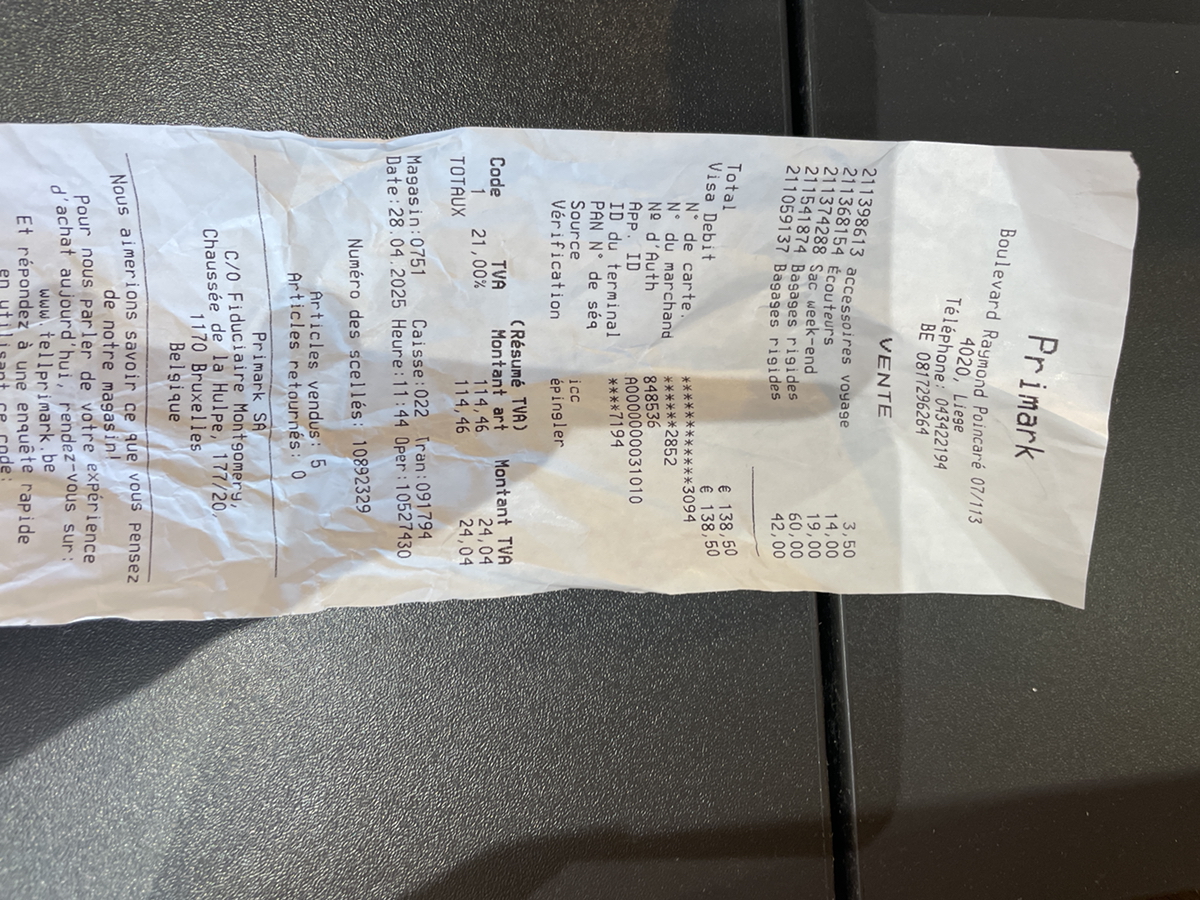 Primark
Boulevard Raymond Poincaré 07/113
4020, Liege
Téléphone: 043422194
BE 0817296264
VENTE
211398613 accessoires voyage 3,50
211368154 Écouteurs 14,00
211374288 Sac week-end 19,00
211541874 Bagages rigides 60,00
211059137 Bagages rigides 42,00
Total € 138,50
Visa Debit € 138,50
N° de carte. ************3094
N° du marchand ******2852
Nº d'Auth 848536
App. ID A0000000031010
ID du terminal ****7194
PAN N° de séq
Source icc
Vérification épingler
(Résumé TVA)
Code TVA Montant art Montant TVA
1 21,00% 114,46 24,04
TOTAUX 114,46 24,04
Magasin:0751 Caisse:022 Tran:091794
Date:28.04.2025 Heure:11:44 Oper:10527430
Numéro des scellés: 10892329
Articles vendus: 5
Articles retournés: 0
Primark SA
C/O Fiduciaire Montgomery,
Chaussée de la Hulpe, 177/20,
1170 Bruxelles
Belgique
Nous aimerions savoir ce que vous pensez
de notre magasin!
Pour nous parler de votre expérience
d'achat aujourd'hui, rendez-vous sur:
www.tellprimark.be
Et répondez à une enquête rapide
en utilisant ce code: